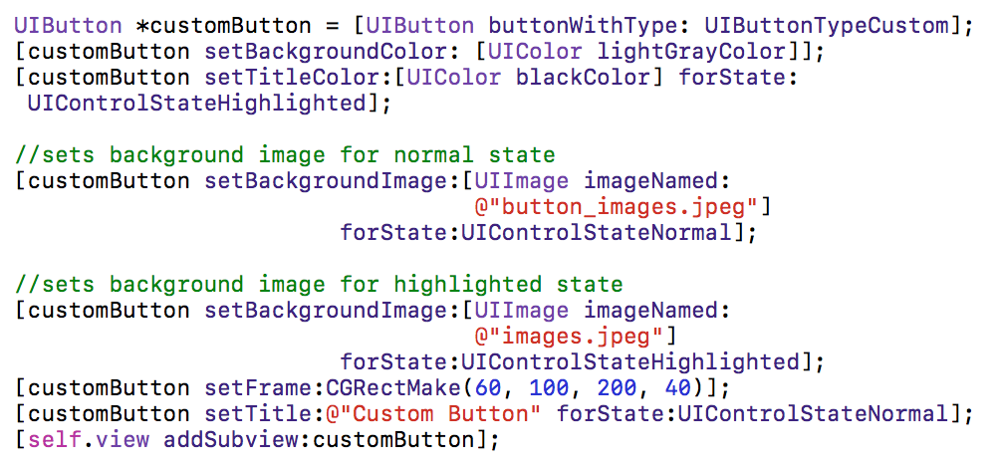 UIButton *customButton = [UIButton buttonWithType: UIButtonTypeCustom];
[customButton setBackgroundColor: [UIColor lightGrayColor]];
[customButton setTitleColor:[UIColor blackColor] forState:
UIControlStateHighlighted];
//sets background image for normal state
[customButton setBackgroundImage:[UIImage imageNamed:
@"button_images.jpeg"]
forState:UIControlStateNormal];
//sets background image for highlighted state
[customButton setBackgroundImage:[UIImage imageNamed:
@"images.jpeg"]
forState:UIControlStateHighlighted];
[customButton setFrame:CGRectMake(60, 100, 200, 40)];
[customButton setTitle:@"Custom Button" forState:UIControlStateNormal];
[self.view addSubview:customButton];